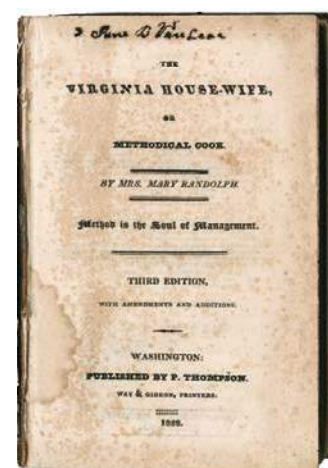 THE
VIRGINIA HOUSE-WIFE,
OR
METHODICAL COOK.
BY MRS. MARY RANDOLPH.
Method is the Soul of Management.
THIRD EDITION,
WITH AMENDMENTS AND ADDITIONS.
WASHINGTON:
PUBLISHED BY P. THOMPSON.
WAY & GIDEON, PRINTERS.
1828.